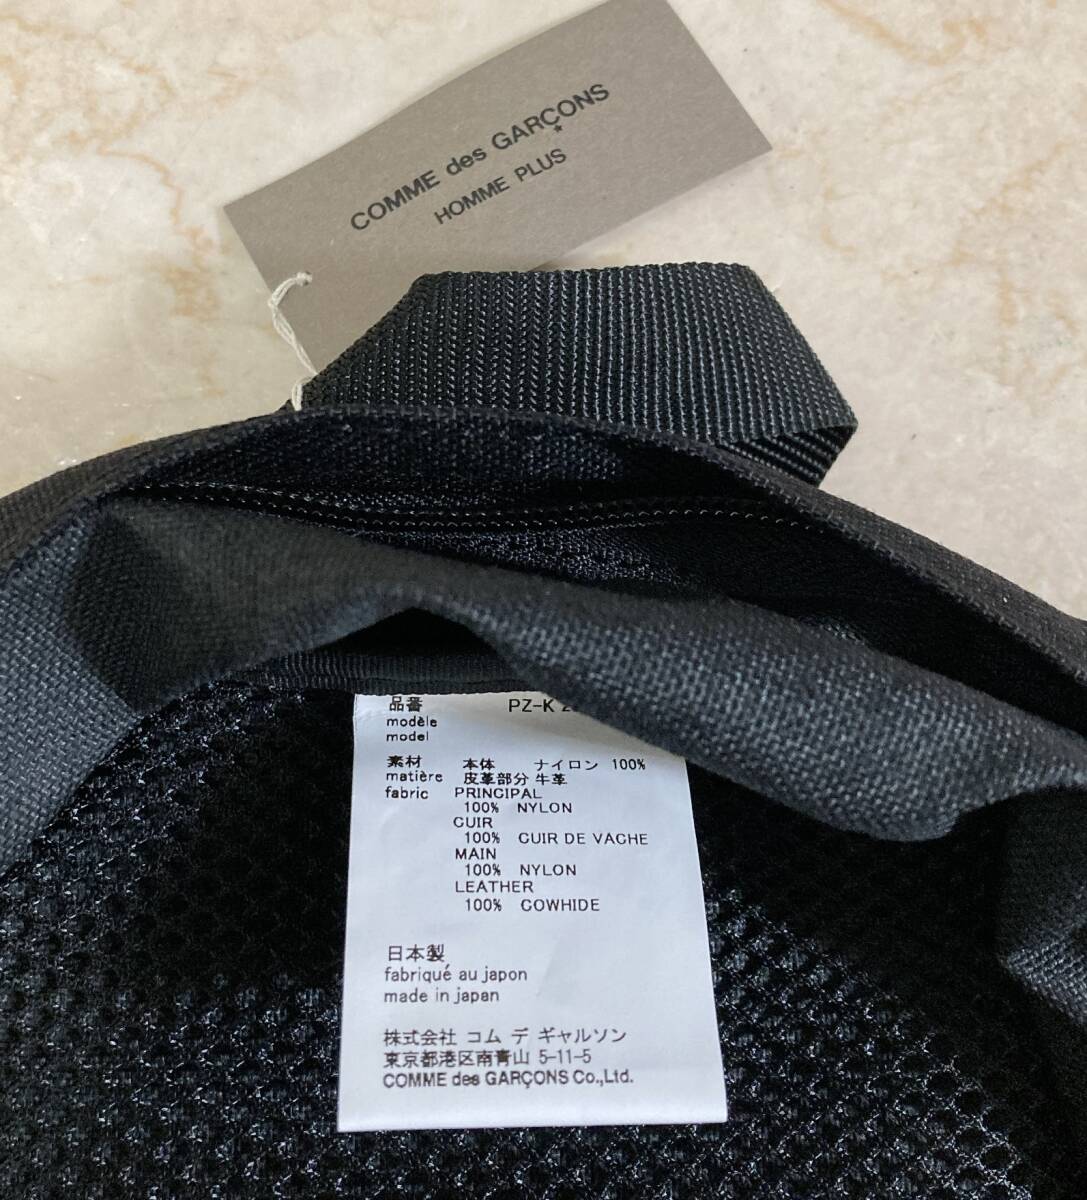 COMME des GARÇONS
*
HOMME PLUS
品番 PZ-K
modèle
model
素材 本体 ナイロン 100%
matière 皮革部分 牛革
fabric PRINCIPAL
100% NYLON
CUIR
100% CUIR DE VACHE
MAIN
100% NYLON
LEATHER
100% COWHIDE
日本製
fabriqué au japon
made in japan
株式会社 コム デ ギャルソン
東京都港区南青山 5-11-5
COMME des GARÇONS Co.,Ltd.